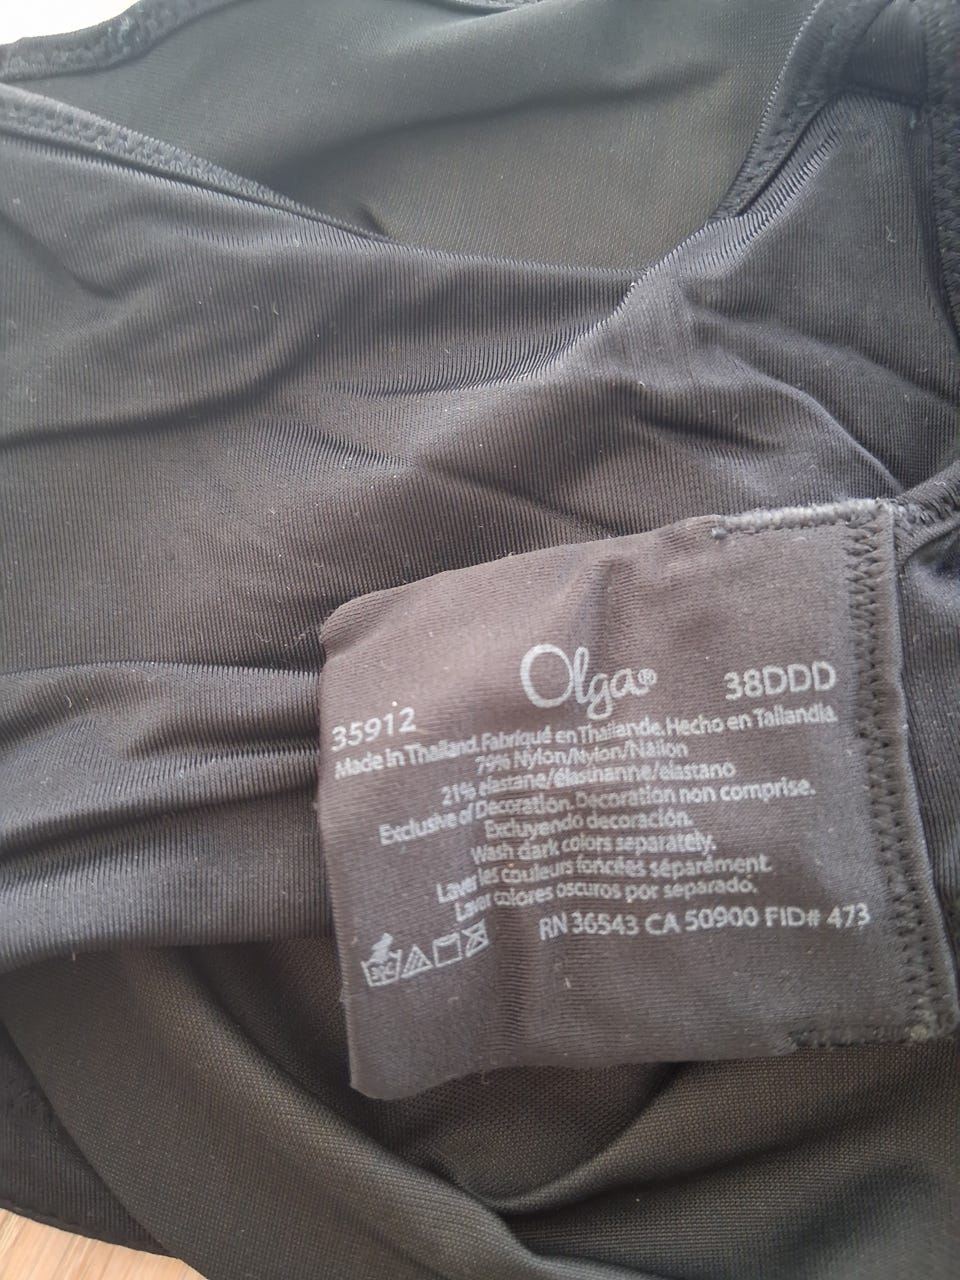 Olga®
35912 38DDD
Made in Thailand. Fabriqué en Thaïlande. Hecho en Tailandia.
79% Nylon/Nylon/Nailon
21% elastane/élasthanne/elastano
Exclusive of Decoration. Decoration non comprise.
Excluyendo decoración.
Wash dark colors separately.
Laver les couleurs foncées séparément.
Lavar colores oscuros por separado.
RN 36543 CA 50900 FID# 473
30C